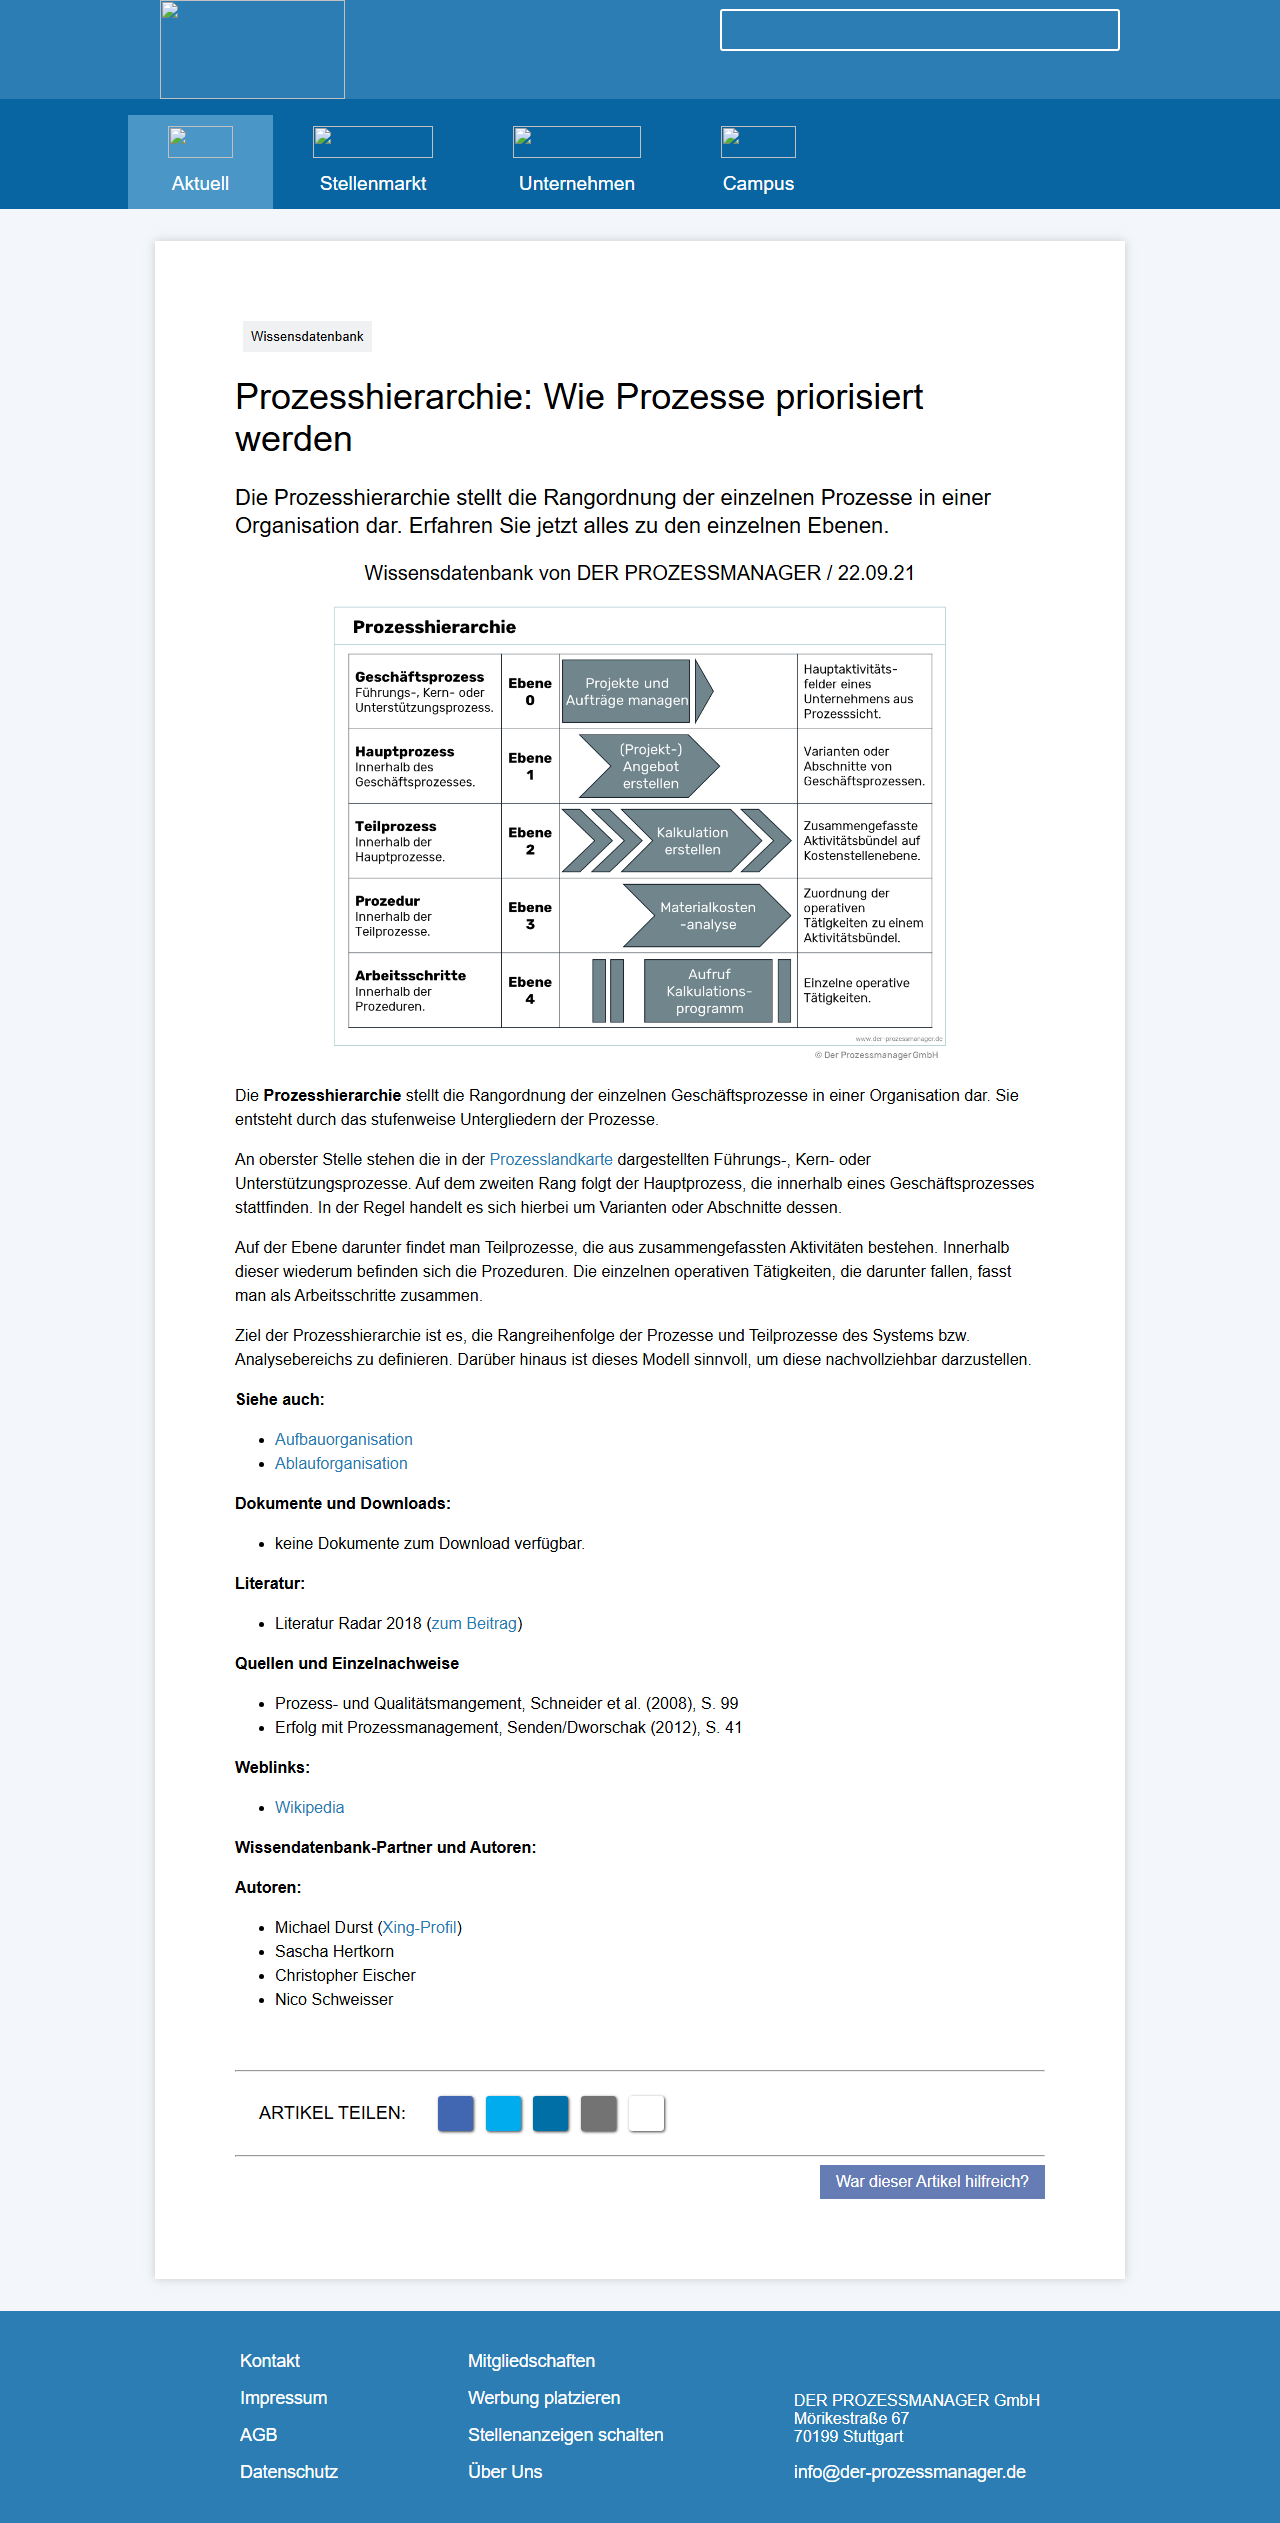 Aktuell
Stellenmarkt
Unternehmen
Campus
Wissensdatenbank
Prozesshierarchie: Wie Prozesse priorisiert
werden
Die Prozesshierarchie stellt die Rangordnung der einzelnen Prozesse in einer
Organisation dar. Erfahren Sie jetzt alles zu den einzelnen Ebenen.
Wissensdatenbank von DER PROZESSMANAGER / 22.09.21
Prozesshierarchie
Geschäftsprozess
Führungs-, Kern- oder
Unterstützungsprozess.
Ebene
0
Projekte und
Aufträge managen
Hauptaktivitäts-
felder eines
Unternehmens aus
Prozesssicht.
Hauptprozess
Innerhalb des
Geschäftsprozesses.
Ebene
1
(Projekt-)
Angebot
erstellen
Varianten oder
Abschnitte von
Geschäftsprozessen.
Teilprozess
Innerhalb der
Hauptprozesse.
Ebene
2
Kalkulation
erstellen
Zusammengefasste
Aktivitätsbündel auf
Kostenstellenebene.
Prozedur
Innerhalb der
Teilprozesse.
Ebene
3
Materialkosten
-analyse
Zuordnung der
operativen
Tätigkeiten zu einem
Aktivitätsbündel.
Arbeitsschritte
Innerhalb der
Prozeduren.
Ebene
4
Aufruf
Kalkulations-
programm
Einzelne operative
Tätigkeiten.
www.der-prozessmanager.de
© Der Prozessmanager GmbH
Die Prozesshierarchie stellt die Rangordnung der einzelnen Geschäftsprozesse in einer Organisation dar. Sie
entsteht durch das stufenweise Untergliedern der Prozesse.
An oberster Stelle stehen die in der Prozesslandkarte dargestellten Führungs-, Kern- oder
Unterstützungsprozesse. Auf dem zweiten Rang folgt der Hauptprozess, die innerhalb eines Geschäftsprozesses
stattfinden. In der Regel handelt es sich hierbei um Varianten oder Abschnitte dessen.
Auf der Ebene darunter findet man Teilprozesse, die aus zusammengefassten Aktivitäten bestehen. Innerhalb
dieser wiederum befinden sich die Prozeduren. Die einzelnen operativen Tätigkeiten, die darunter fallen, fasst
man als Arbeitsschritte zusammen.
Ziel der Prozesshierarchie ist es, die Rangreihenfolge der Prozesse und Teilprozesse des Systems bzw.
Analysebereichs zu definieren. Darüber hinaus ist dieses Modell sinnvoll, um diese nachvollziehbar darzustellen.
Siehe auch:
Aufbauorganisation
Ablauforganisation
Dokumente und Downloads:
keine Dokumente zum Download verfügbar.
Literatur:
Literatur Radar 2018 (zum Beitrag)
Quellen und Einzelnachweise
Prozess- und Qualitätsmangement, Schneider et al. (2008), S. 99
Erfolg mit Prozessmanagement, Senden/Dworschak (2012), S. 41
Weblinks:
Wikipedia
Wissendatenbank-Partner und Autoren:
Autoren:
Michael Durst (Xing-Profil)
Sascha Hertkorn
Christopher Eischer
Nico Schweisser
ARTIKEL TEILEN:
War dieser Artikel hilfreich?
Kontakt
Impressum
AGB
Datenschutz
Mitgliedschaften
Werbung platzieren
Stellenanzeigen schalten
Über Uns
DER PROZESSMANAGER GmbH
Mörikestraße 67
70199 Stuttgart
info@der-prozessmanager.de